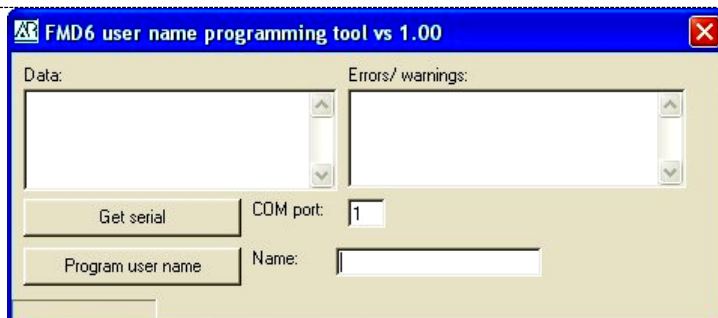 AR FMD6 user name programming tool vs 1.00
Data: Errors/ warnings:
Get serial COM port: 1
Program user name Name: